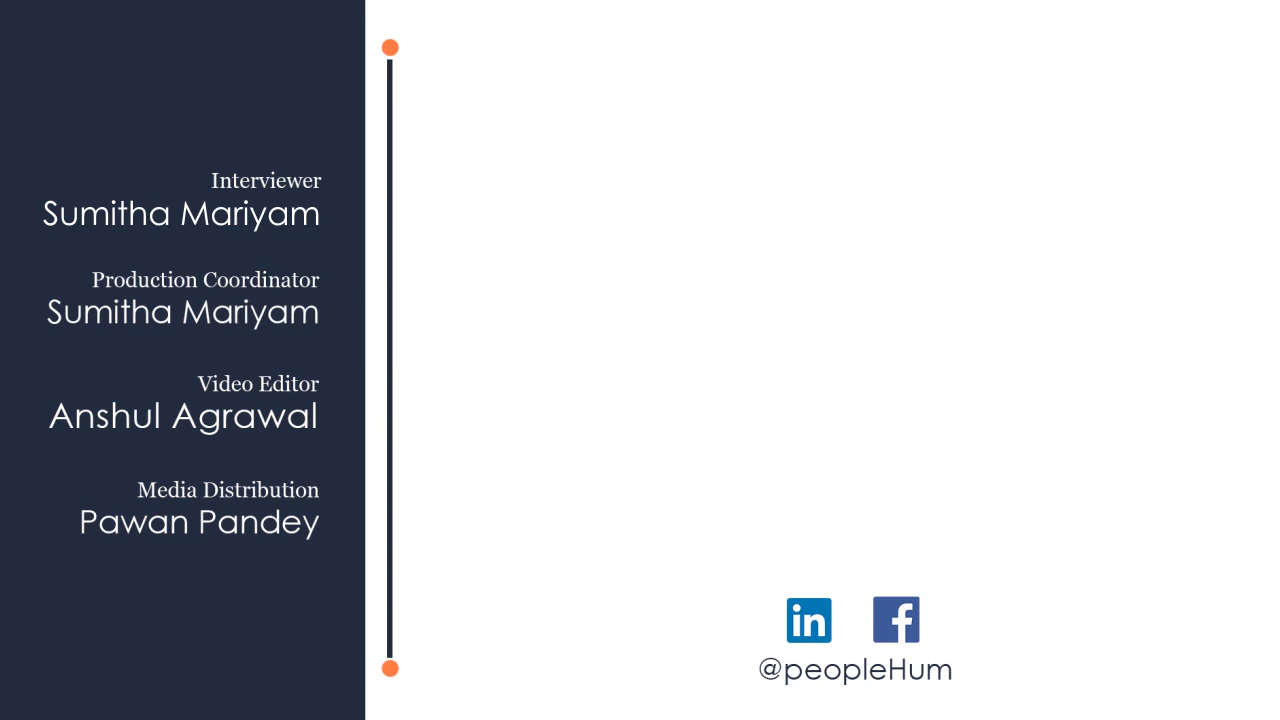 Interviewer
Sumitha Mariyam
Production Coordinator
Sumitha Mariyam
Video Editor
Anshul Agrawal
Media Distribution
Pawan Pandey
in f
@peopleHum